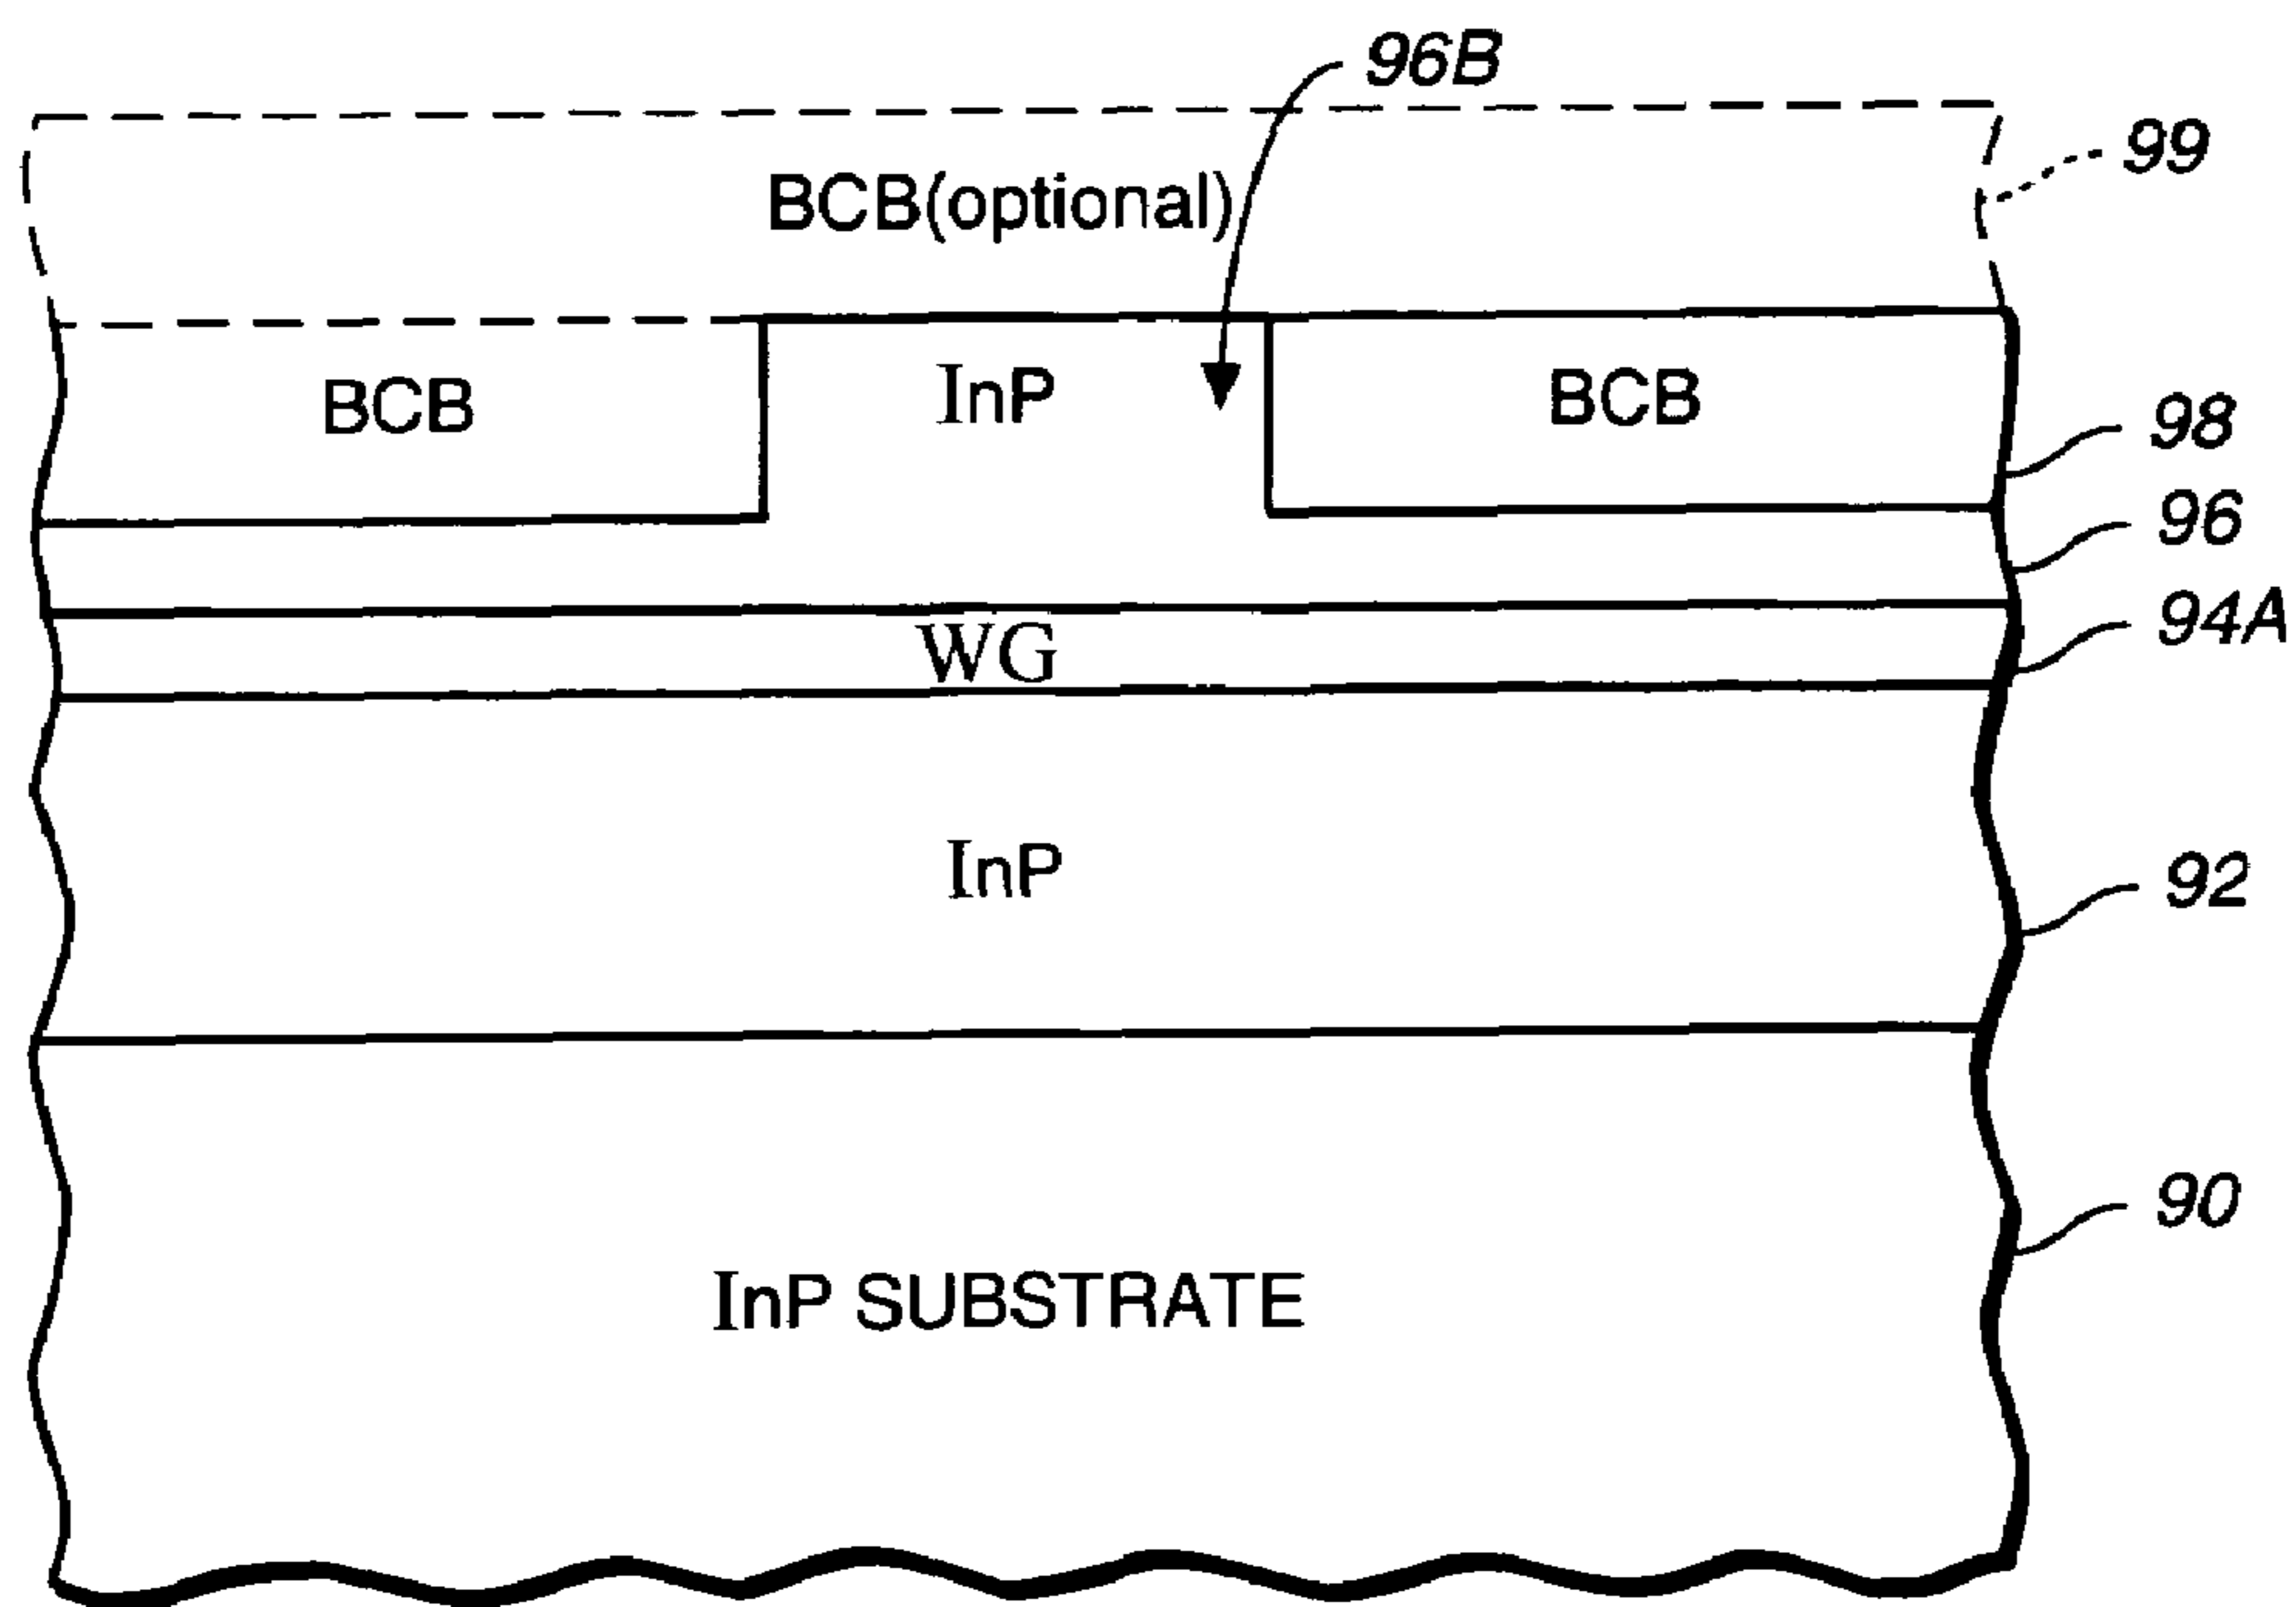 96B
99
BCB(optional)
BCB
InP
BCB
98
96
94A
WG
InP
92
90
InP SUBSTRATE